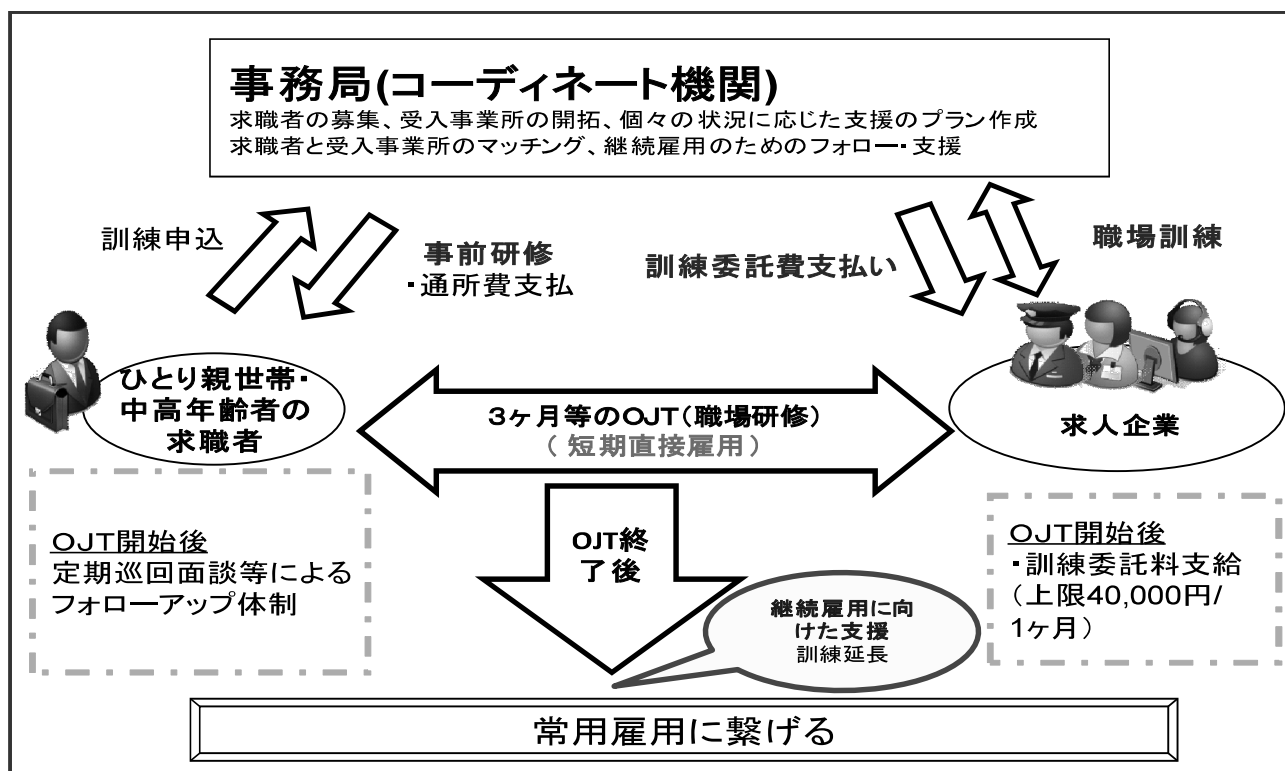 事務局(コーディネート機関)
求職者の募集、受入事業所の開拓、個々の状況に応じた支援のプラン作成
求職者と受入事業所のマッチング、継続雇用のためのフォロー・支援
訓練申込
事前研修
・通所費支払
訓練委託費支払い
職場訓練
ひとり親世帯・
中高年齢者の
求職者
3ヶ月等のOJT(職場研修)
(短期直接雇用)
求人企業
OJT開始後
定期巡回面談等による
フォローアップ体制
OJT終
了後
継続雇用に向
けた支援
訓練延長
OJT開始後
・訓練委託料支給
(上限40,000円/
1ヶ月)
常用雇用に繋げる